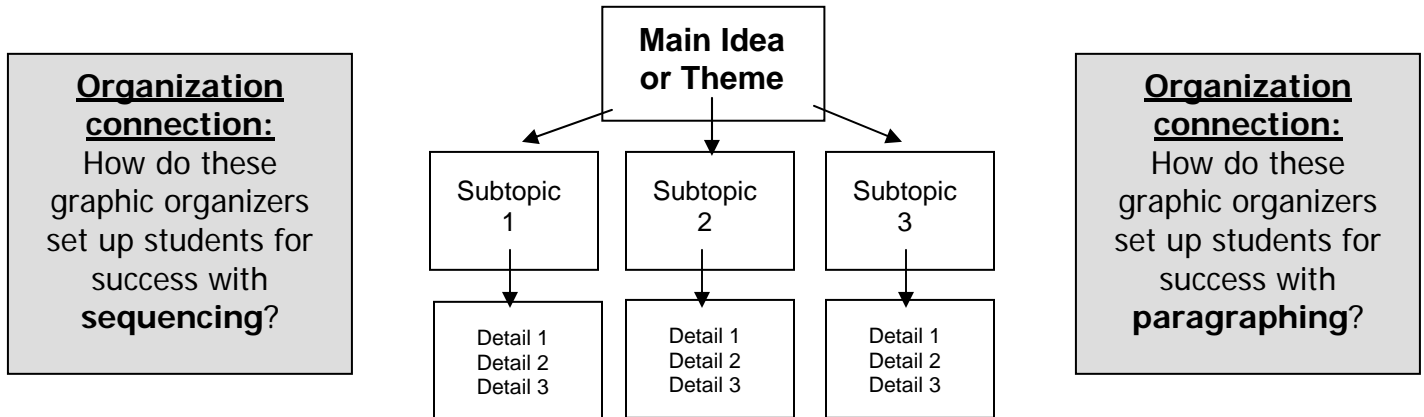 Organization
connection:
How do these
graphic organizers
set up students for
success with
sequencing?
Main Idea
or Theme
Subtopic
1
Subtopic
2
Subtopic
3
Detail 1
Detail 2
Detail 3
Detail 1
Detail 2
Detail 3
Detail 1
Detail 2
Detail 3
Organization
connection:
How do these
graphic organizers
set up students for
success with
paragraphing?